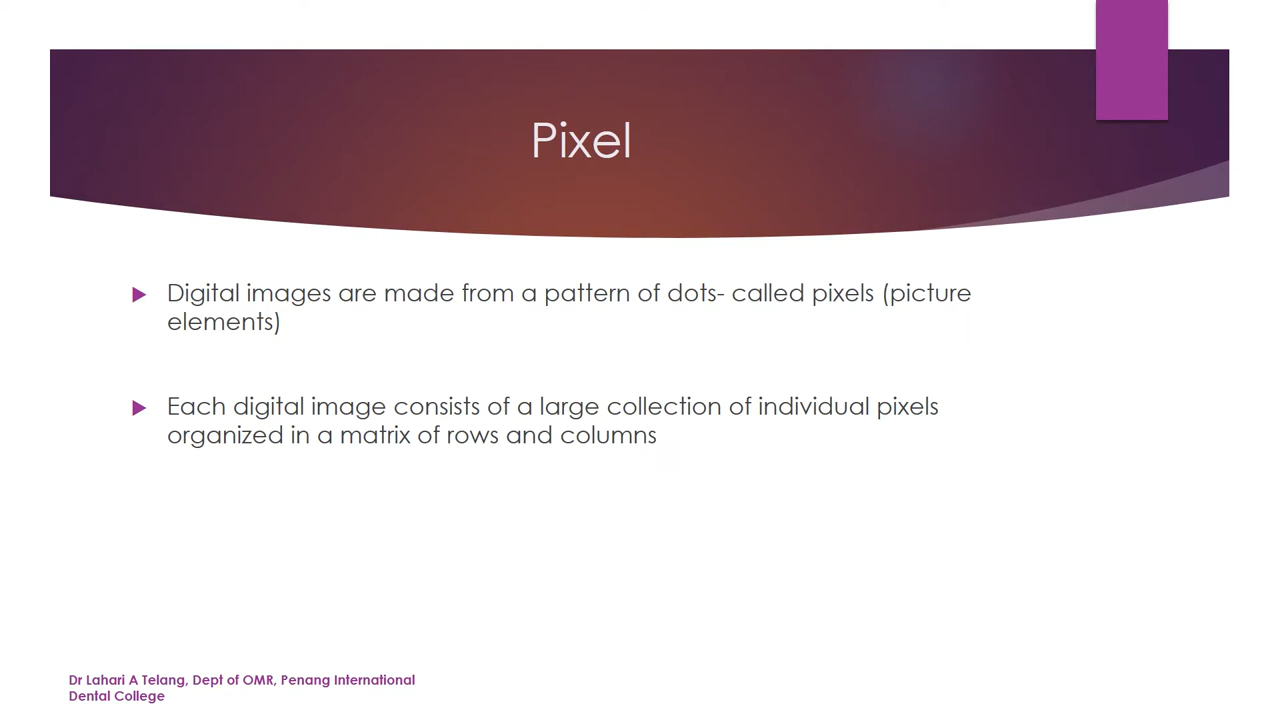 Pixel
Digital images are made from a pattern of dots- called pixels (picture
elements)
Each digital image consists of a large collection of individual pixels
organized in a matrix of rows and columns
Dr Lahari A Telang, Dept of OMR, Penang International
Dental College